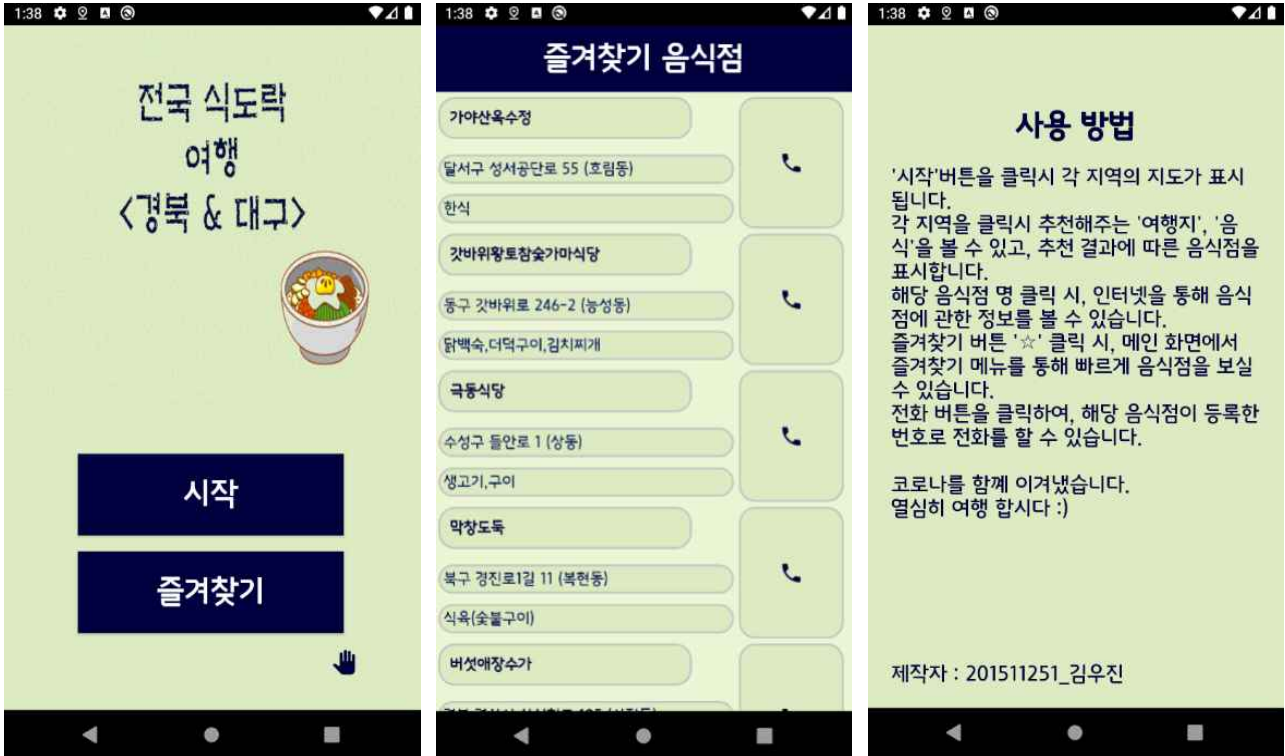 1:38
전국 식도락
여행
<경북 & 대구>
시작
즐겨찾기
1:38
즐겨찾기 음식점
가야산옥수정
달서구 성서공단로 55 (호림동)
한식
갓바위황토참숯가마식당
동구 갓바위로 246-2 (능성동)
닭백숙,더덕구이,김치찌개
극동식당
수성구 들안로 1 (상동)
생고기,구이
막창도둑
북구 경진로1길 11 (복현동)
식육(숯불구이)
버섯애장수가
1:38
사용 방법
'시작'버튼을 클릭시 각 지역의 지도가 표시
됩니다.
각 지역을 클릭시 추천해주는 '여행지', '음
식'을 볼 수 있고, 추천 결과에 따른 음식점을
표시합니다.
해당 음식점 명 클릭 시, 인터넷을 통해 음식
점에 관한 정보를 볼 수 있습니다.
즐겨찾기 버튼 '☆' 클릭 시, 메인 화면에서
즐겨찾기 메뉴를 통해 빠르게 음식점을 보실
수 있습니다.
전화 버튼을 클릭하여, 해당 음식점이 등록한
번호로 전화를 할 수 있습니다.
코로나를 함꼐 이겨냈습니다.
열심히 여행 합시다 :)
제작자 : 201511251_김우진